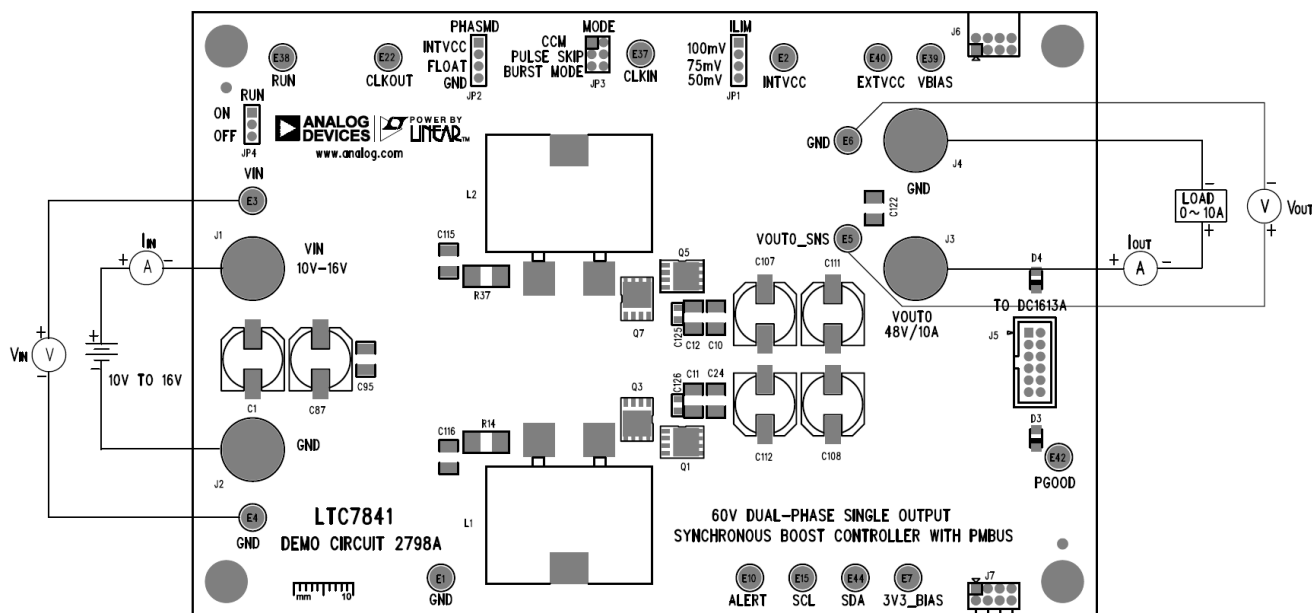 PHASMD
MODE
ILIM
J6
E38
RUN
E22
CLKOUT
INTVCC
FLOAT
GND
JP2
CCM
PULSE SKIP
BURST MODE
JP3
E37
CLKIN
100mV
75mV
50mV
JP1
E2
INTVCC
E40
EXTVCC
E39
VBIAS
RUN
ON
OFF
JP4
ANALOG
DEVICES
POWER BY
LINEAR™
www.analog.com
GND
E6
J4
GND
VIN
E3
L2
C122
LOAD
0~10A
-
+
V
VOUT
-
+
J1
VIN
10V-16V
IIN
+
A
-
C115
R37
VOUT0_SNS
E5
J3
IOUT
+
A
-
Q5
C107
C111
D4
TO DC1613A
VOUT0
48V/10A
J5
Q7
C125
C12
C10
VIN
+
V
-
+
-
10V TO 16V
C1
C87
C95
Q3
C126
C11
C24
R14
C116
Q1
C112
C108
D3
E42
PGOOD
J2
GND
E4
GND
LTC7841
DEMO CIRCUIT 2798A
L1
60V DUAL-PHASE SINGLE OUTPUT
SYNCHRONOUS BOOST CONTROLLER WITH PMBUS
mm
10
E1
GND
E10
ALERT
E15
SCL
E44
SDA
E7
3V3_BIAS
J7